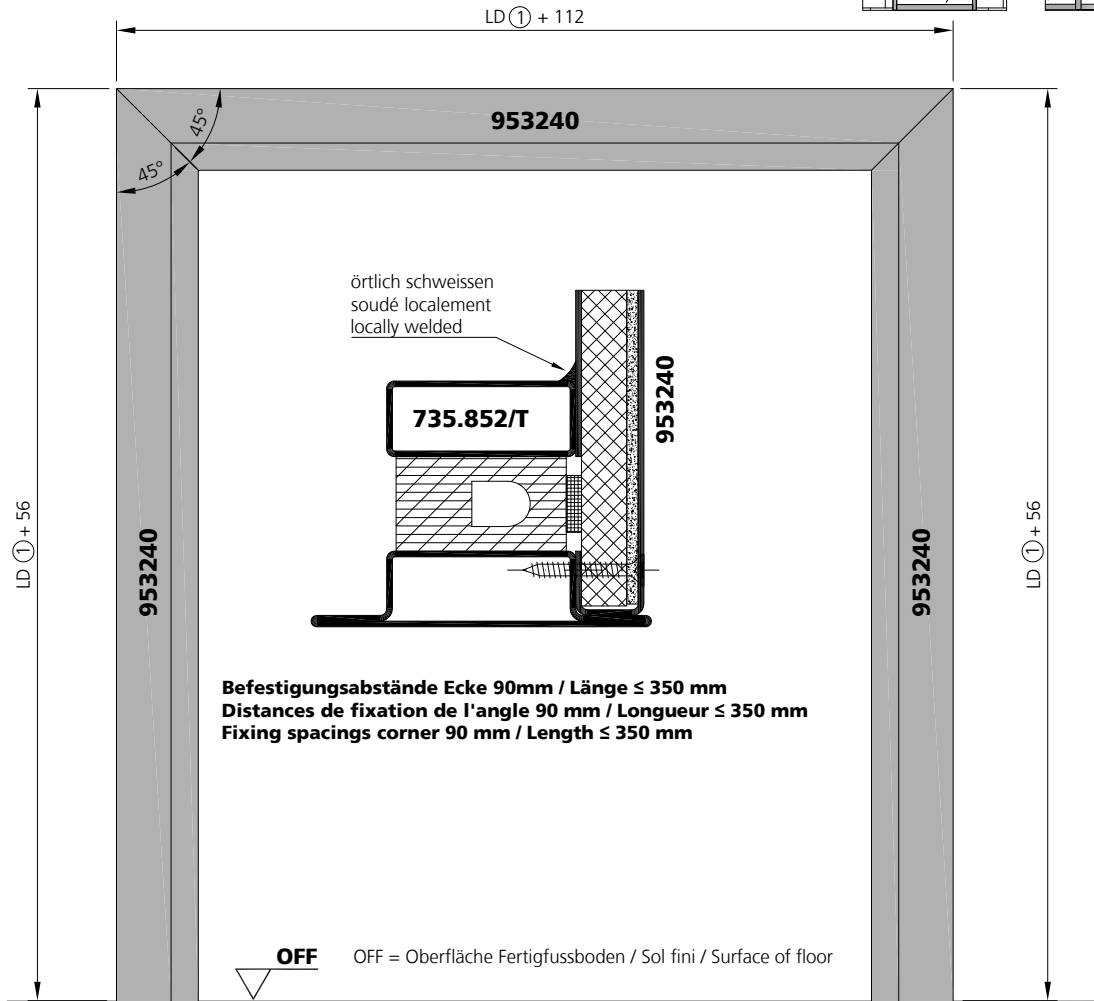 LD ① + 112
953240
45°
45°
örtlich schweissen
soudé localement
locally welded
735.852/T
953240
LD ① + 56
953240
953240
LD ① + 56
Befestigungsabstände Ecke 90mm / Länge ≤ 350 mm
Distances de fixation de l'angle 90 mm / Longueur ≤ 350 mm
Fixing spacings corner 90 mm / Length ≤ 350 mm
OFF
OFF = Oberfläche Fertigfussboden / Sol fini / Surface of floor